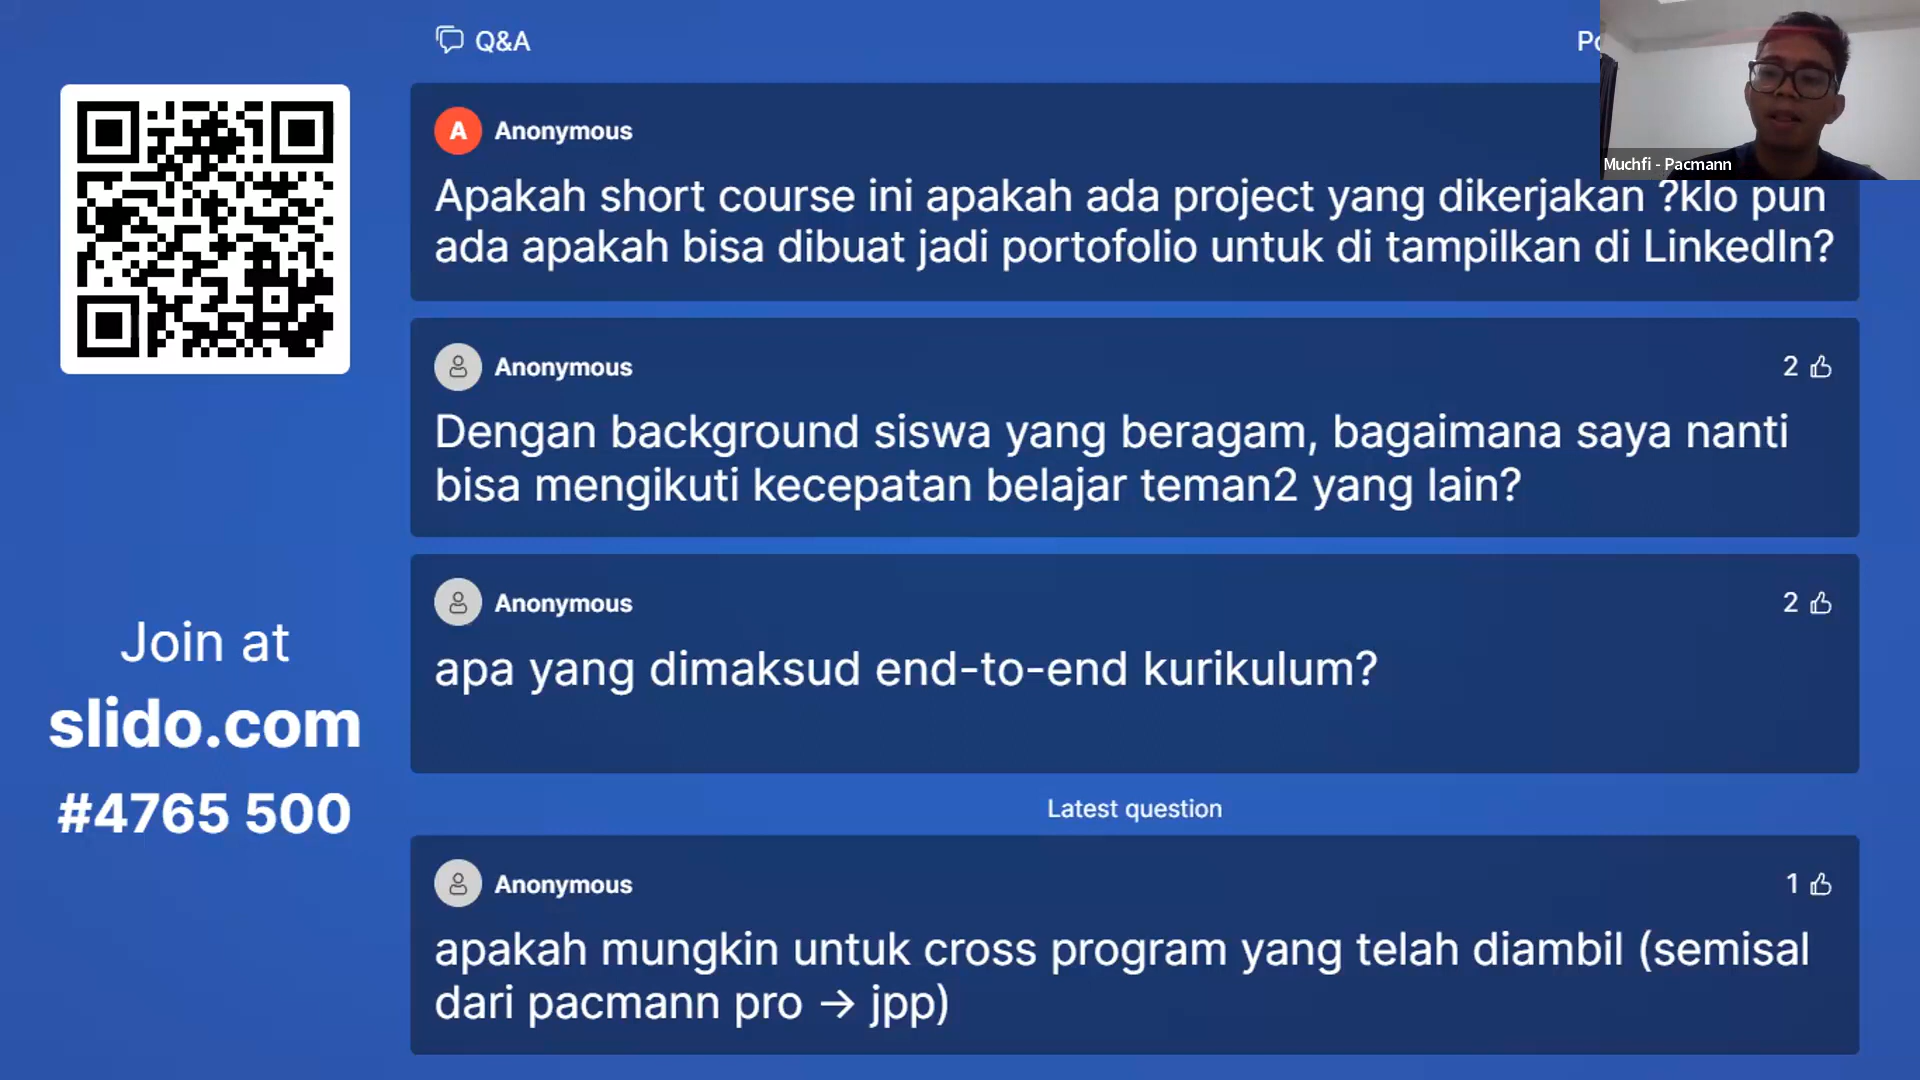 Q&A
Anonymous
Apakah short course ini apakah ada project yang dikerjakan ?klo pun
ada apakah bisa dibuat jadi portofolio untuk di tampilkan di LinkedIn?
Muchfi - Pacmann
Anonymous
2
Dengan background siswa yang beragam, bagaimana saya nanti
bisa mengikuti kecepatan belajar teman2 yang lain?
Anonymous
2
apa yang dimaksud end-to-end kurikulum?
Latest question
Anonymous
1
apakah mungkin untuk cross program yang telah diambil (semisal
dari pacmann pro → jpp)
Join at
slido.com
#4765 500
A